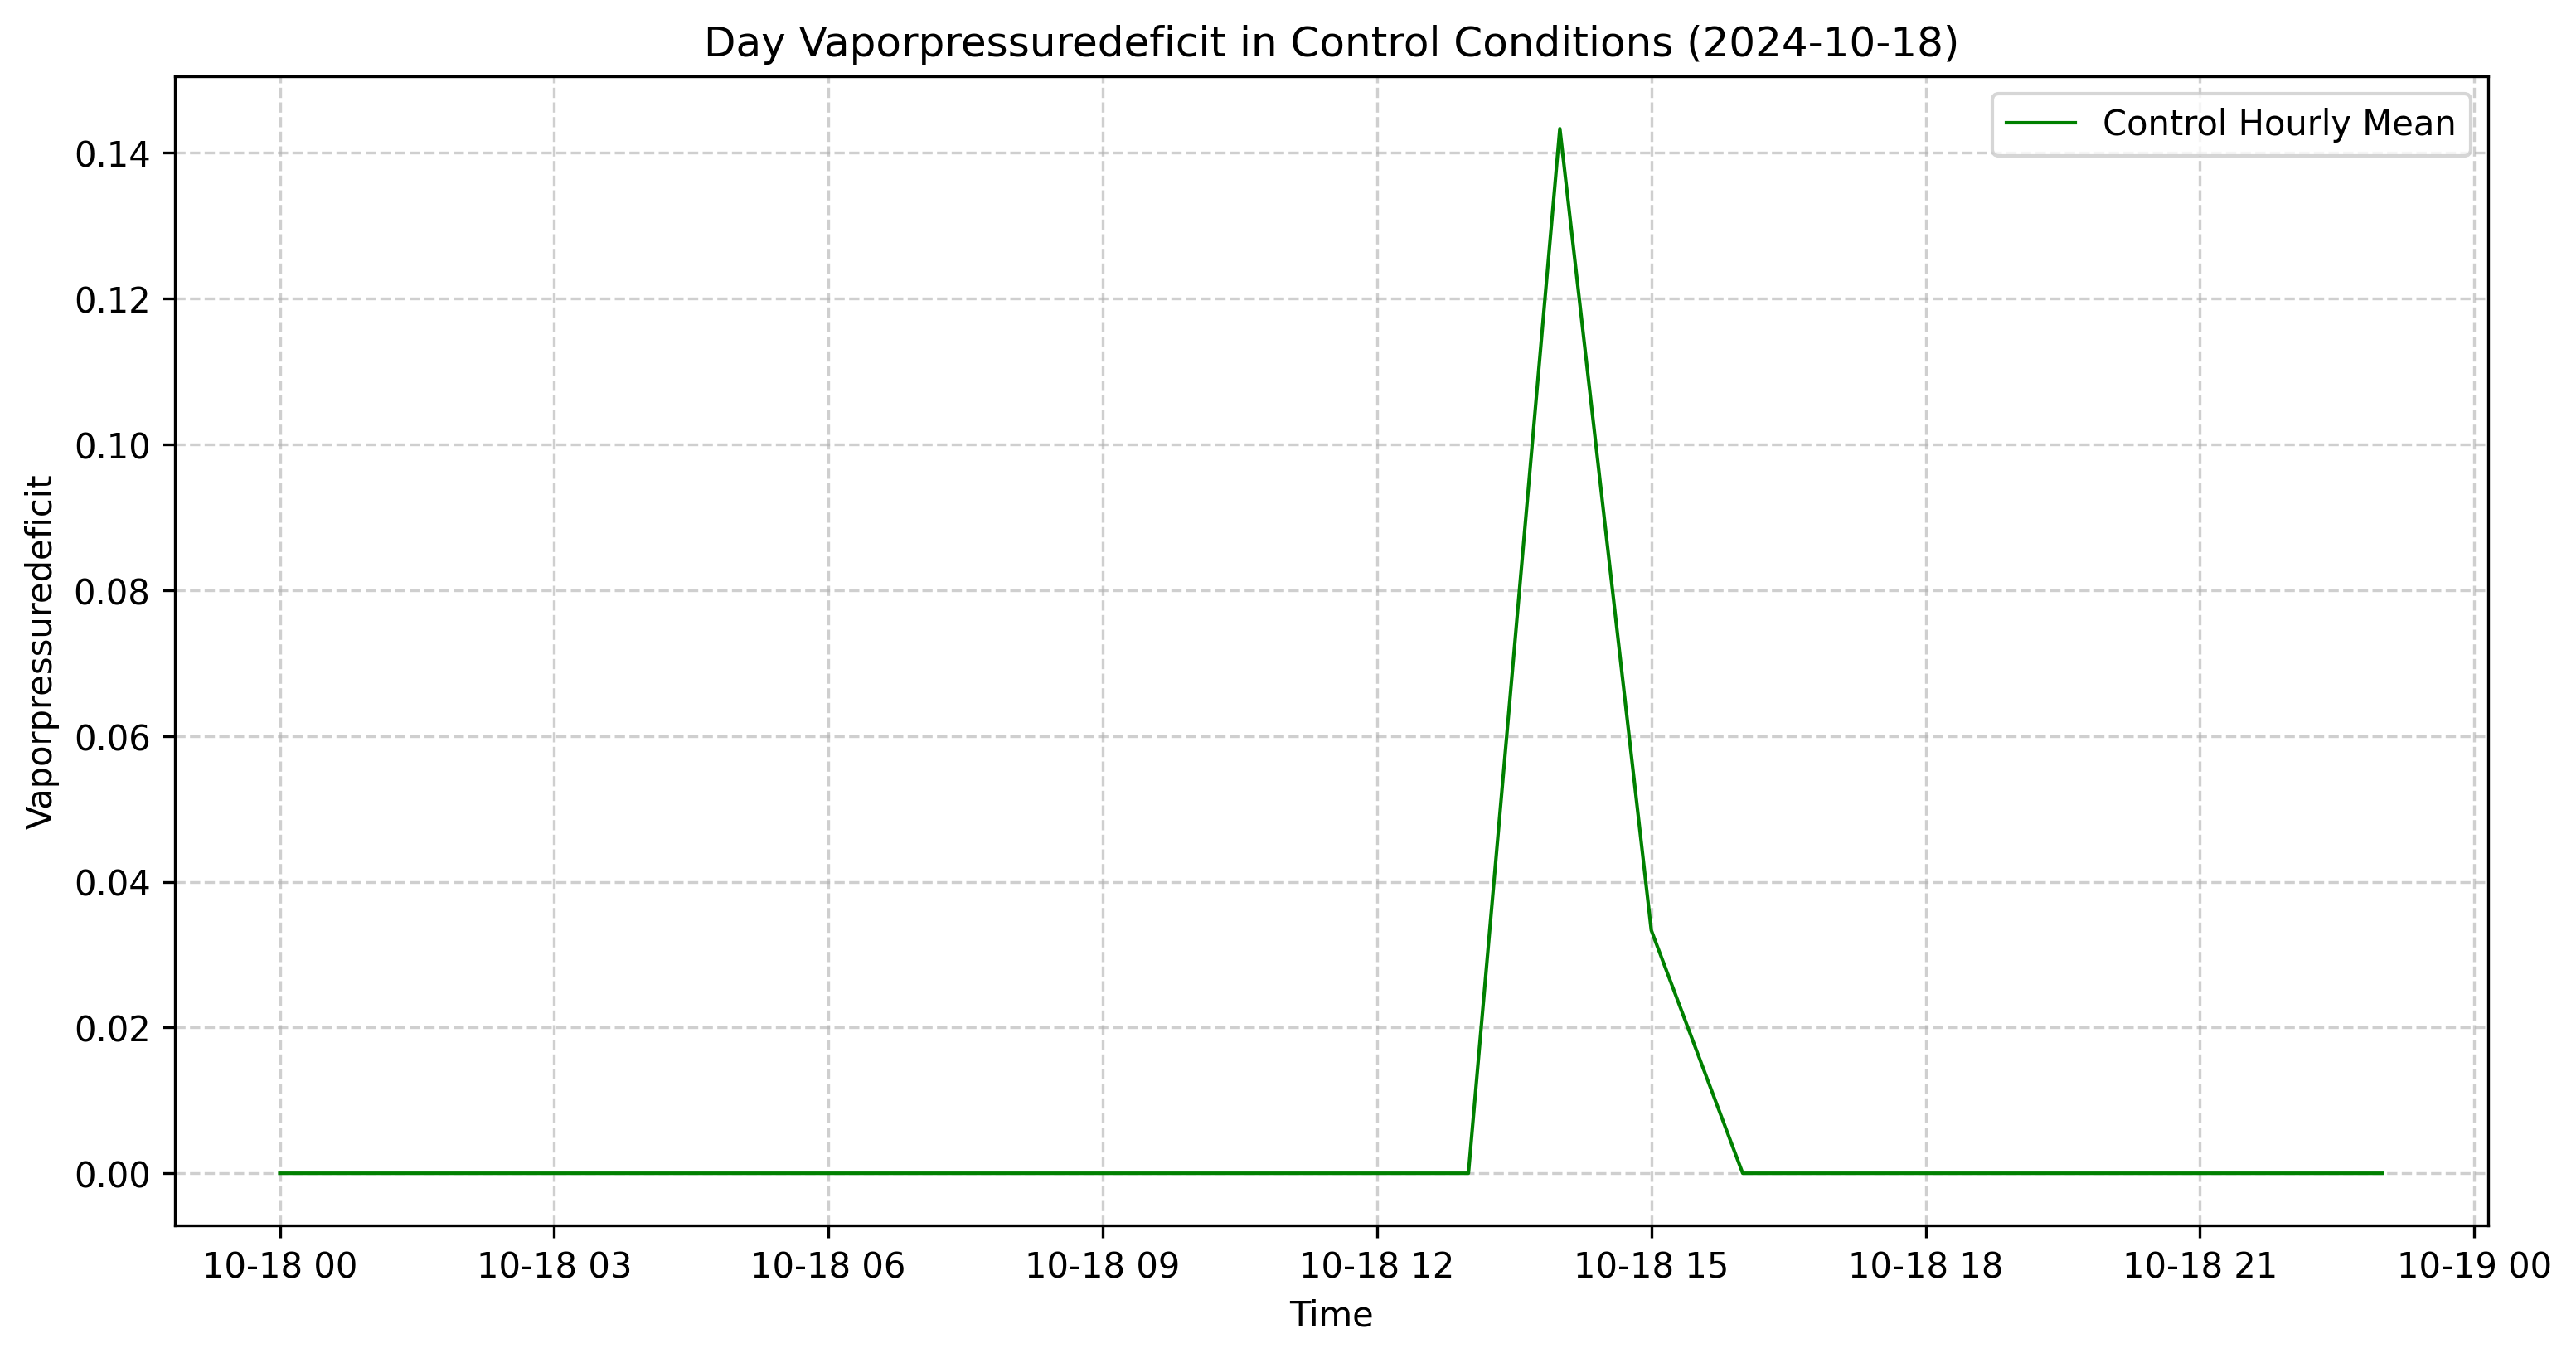 Day Vaporpressuredeficit in Control Conditions (2024-10-18)
Control Hourly Mean
0.14
0.12
0.10
0.08
0.06
0.04
0.02
0.00
Vaporpressuredeficit
10-18 00 10-18 03 10-18 06 10-18 09 10-18 12 10-18 15 10-18 18 10-18 21 10-19 00
Time